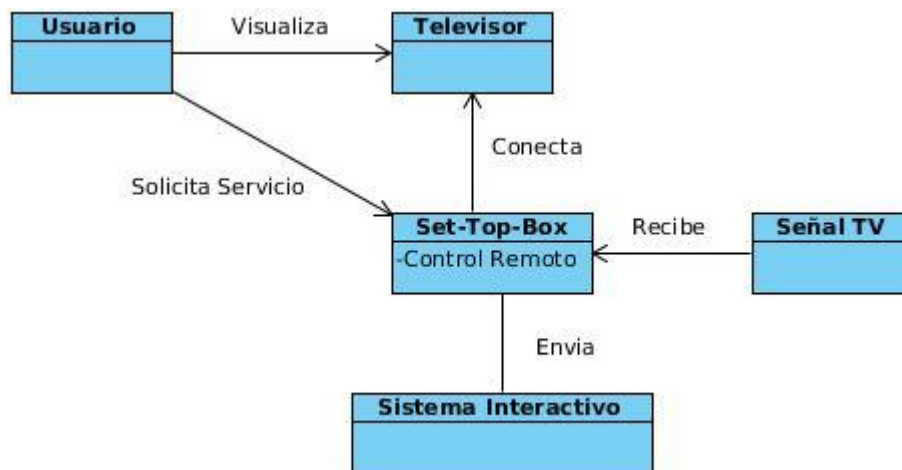 Usuario
Visualiza
Televisor
Conecta
Solicita Servicio
Set-Top-Box
-Control Remoto
Recibe
Señal TV
Envia
Sistema Interactivo